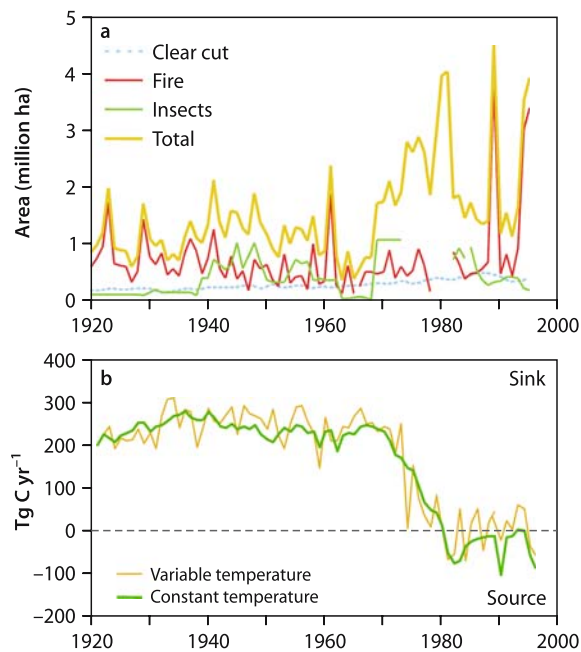 a
Clear cut
Fire
Insects
Total
Area (million ha)
5
4
3
2
1
0
1920
1940
1960
1980
2000
b
Sink
400
300
200
100
0
−100
−200
Tg C yr⁻¹
Variable temperature
Constant temperature
Source
1920
1940
1960
1980
2000